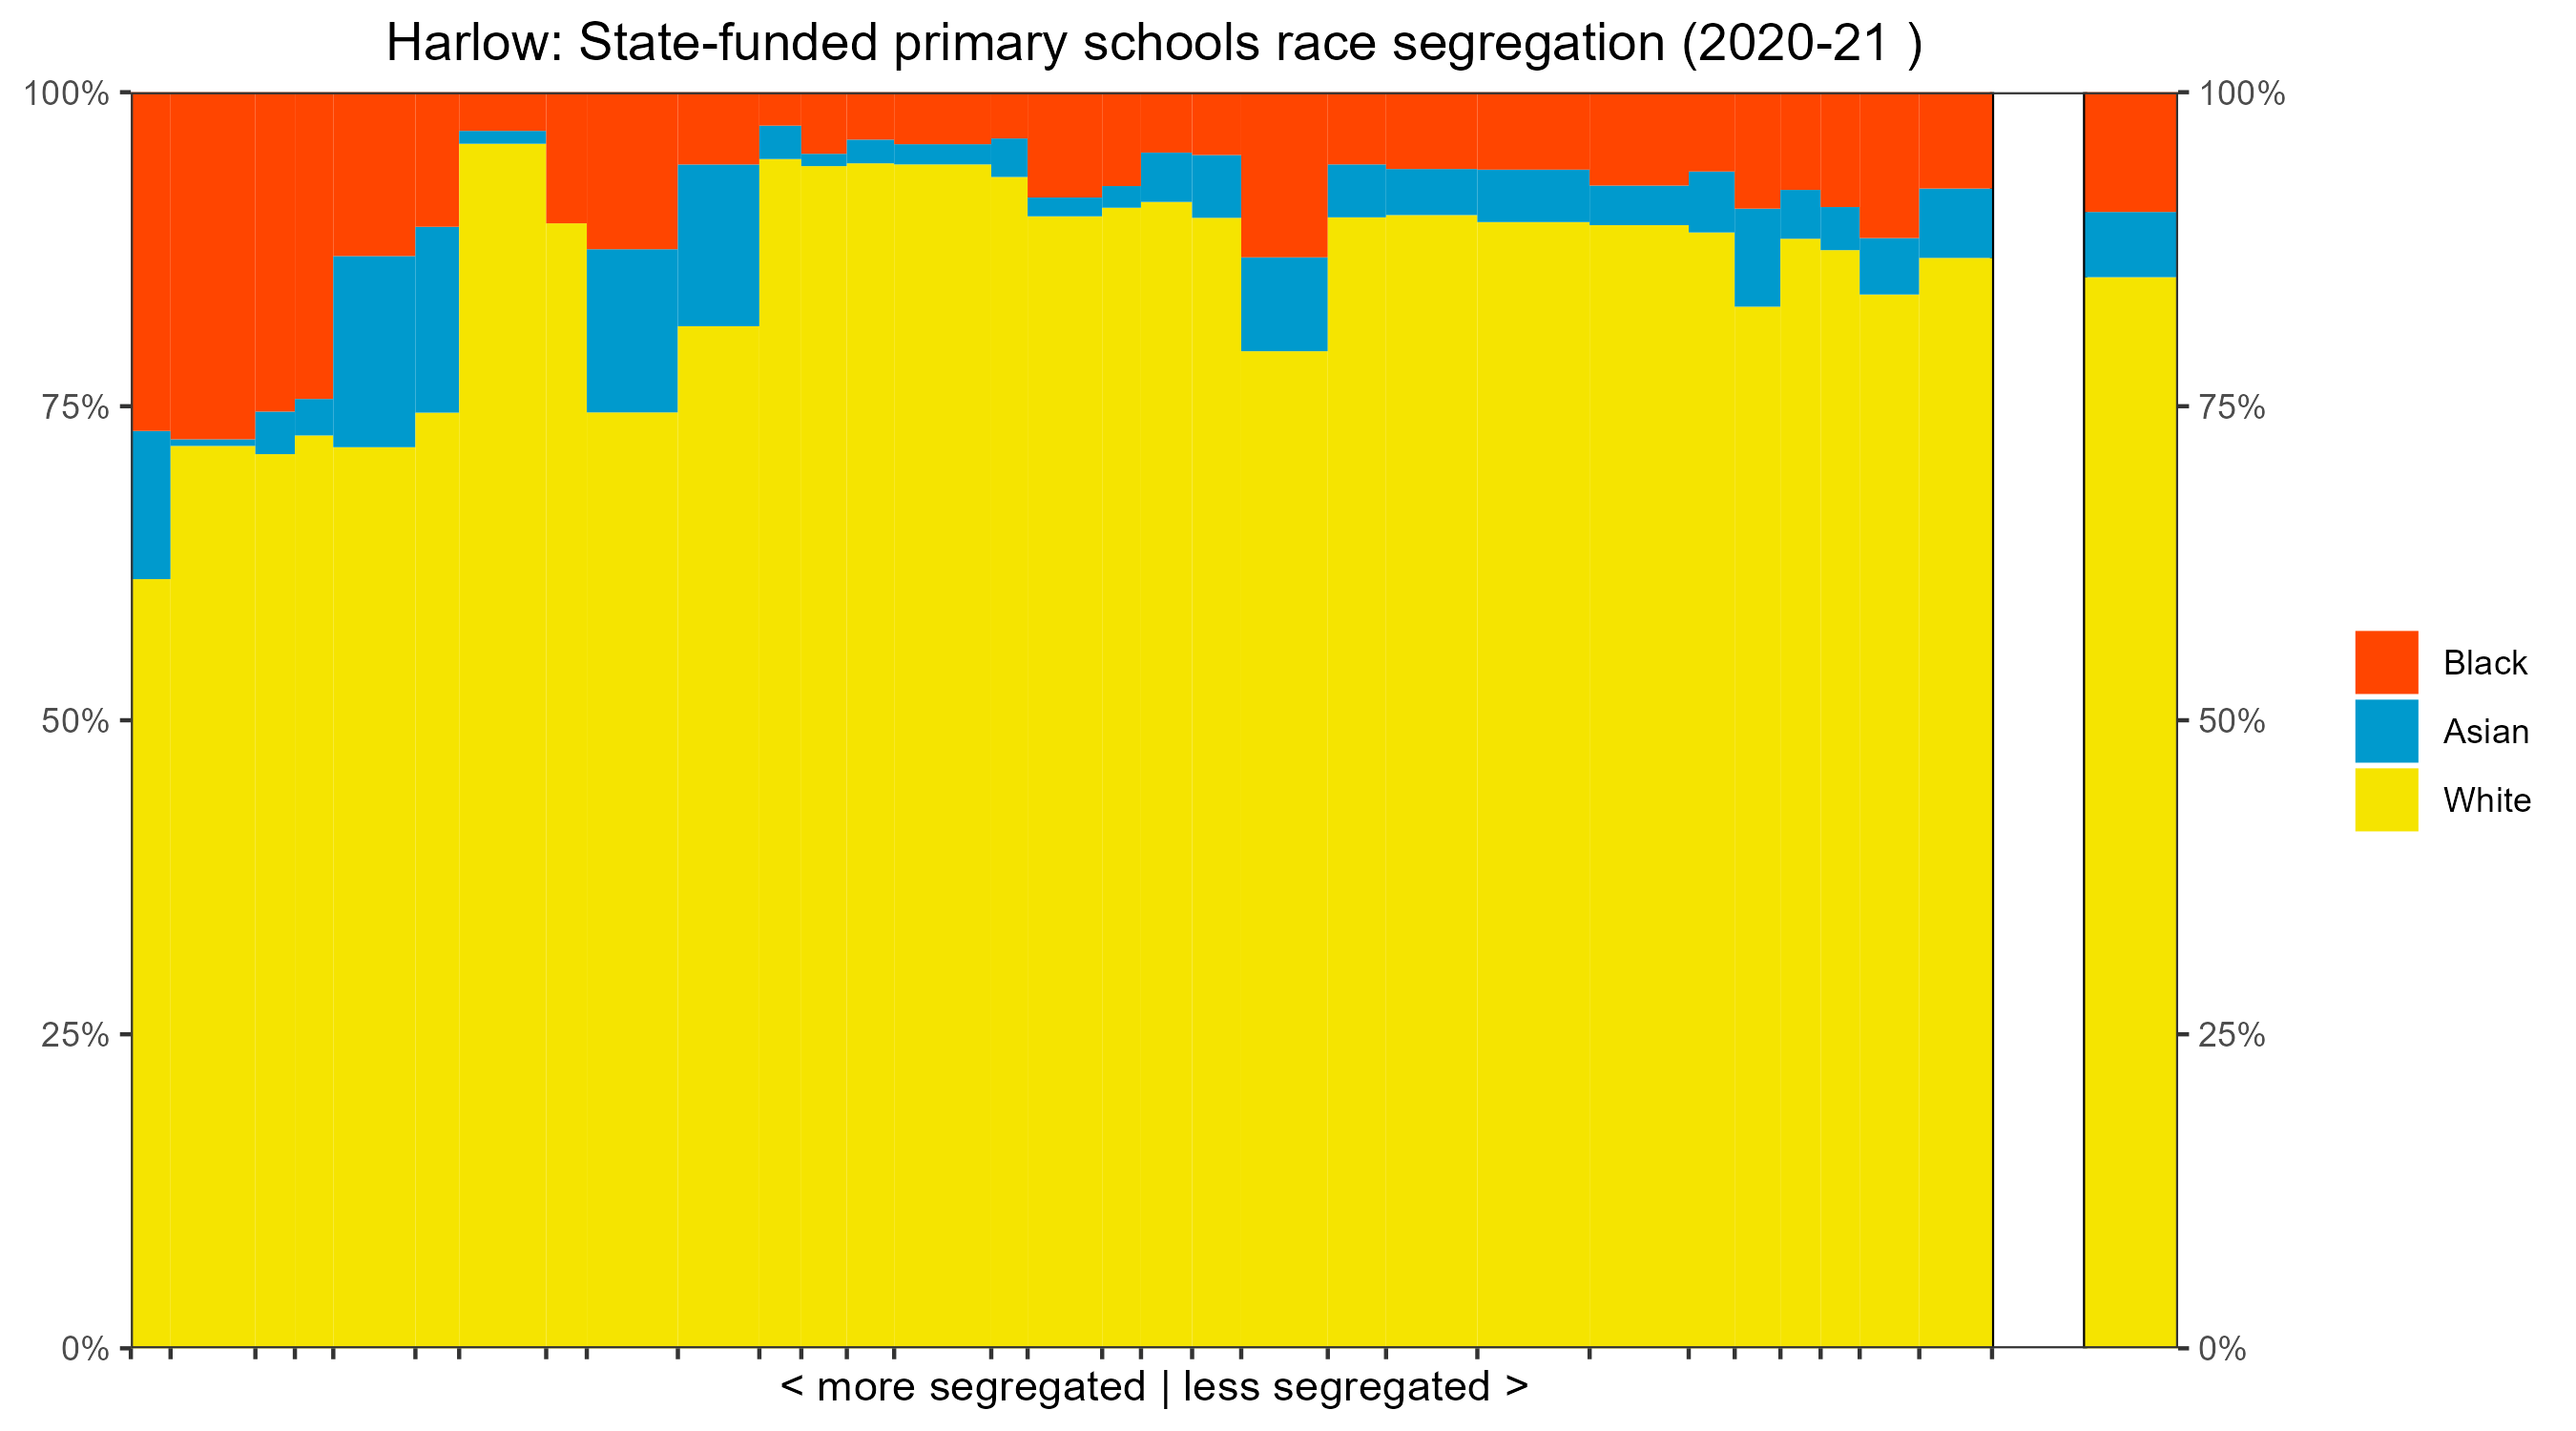 Harlow: State-funded primary schools race segregation (2020-21 )
100%
75%
50%
25%
0%
100%
75%
50%
25%
0%
Black
Asian
White
< more segregated | less segregated >